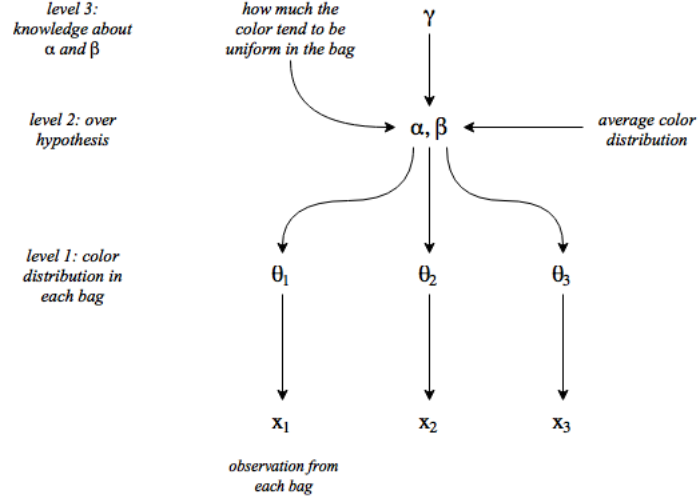 level 3:
knowledge about
α and β
how much the
color tend to be
uniform in the bag
γ
level 2: over
hypothesis
α, β
average color
distribution
level 1: color
distribution in
each bag
θ₁
θ₂
θ₃
x₁
x₂
x₃
observation from
each bag